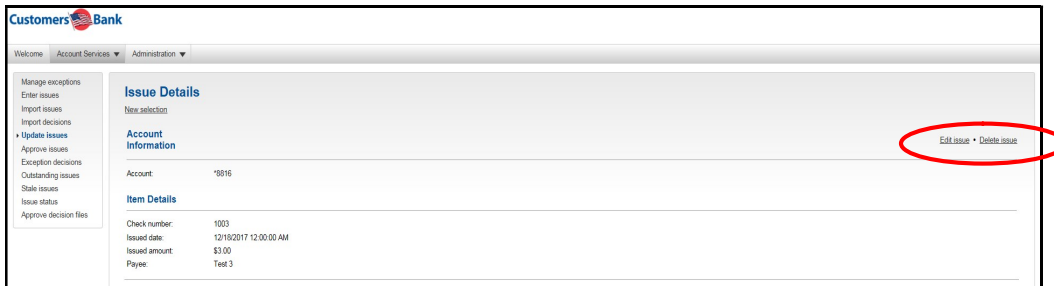 Customers Bank
Welcome Account Services ▼ Administration ▼
Manage exceptions
Enter issues
Import issues
Import decisions
Update issues
Approve issues
Exception decisions
Outstanding issues
Stale issues
Issue status
Approve decision files
Issue Details
New selection
Account
Information
Edit issue • Delete issue
Account: *8816
Item Details
Check number: 1003
Issued date: 12/18/2017 12:00:00 AM
Issued amount: $3.00
Payee: Test 3